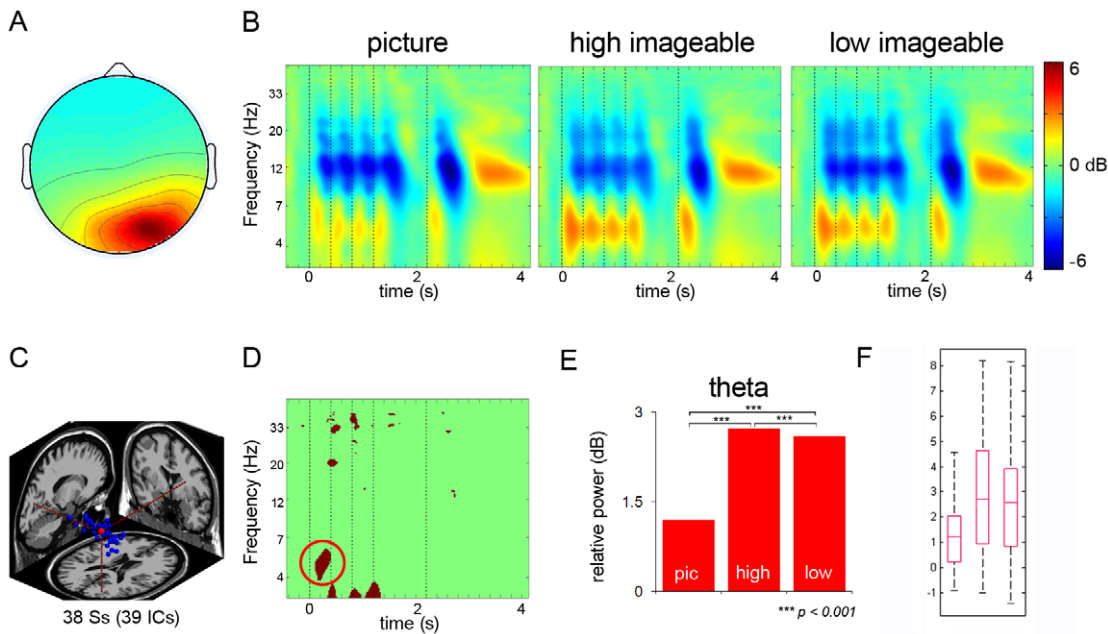 A
B
picture
high imageable
low imageable
Frequency (Hz)
33
20
12
7
4
0
2
4
time (s)
0
2
4
time (s)
0
2
4
time (s)
6
0 dB
-6
C
38 Ss (39 ICs)
D
Frequency (Hz)
33
20
12
7
4
0
2
4
time (s)
E
theta
relative power (dB)
3
1.5
0
***
*** ***
pic high low
*** p < 0.001
F
8
7
6
5
4
3
2
1
0
-1